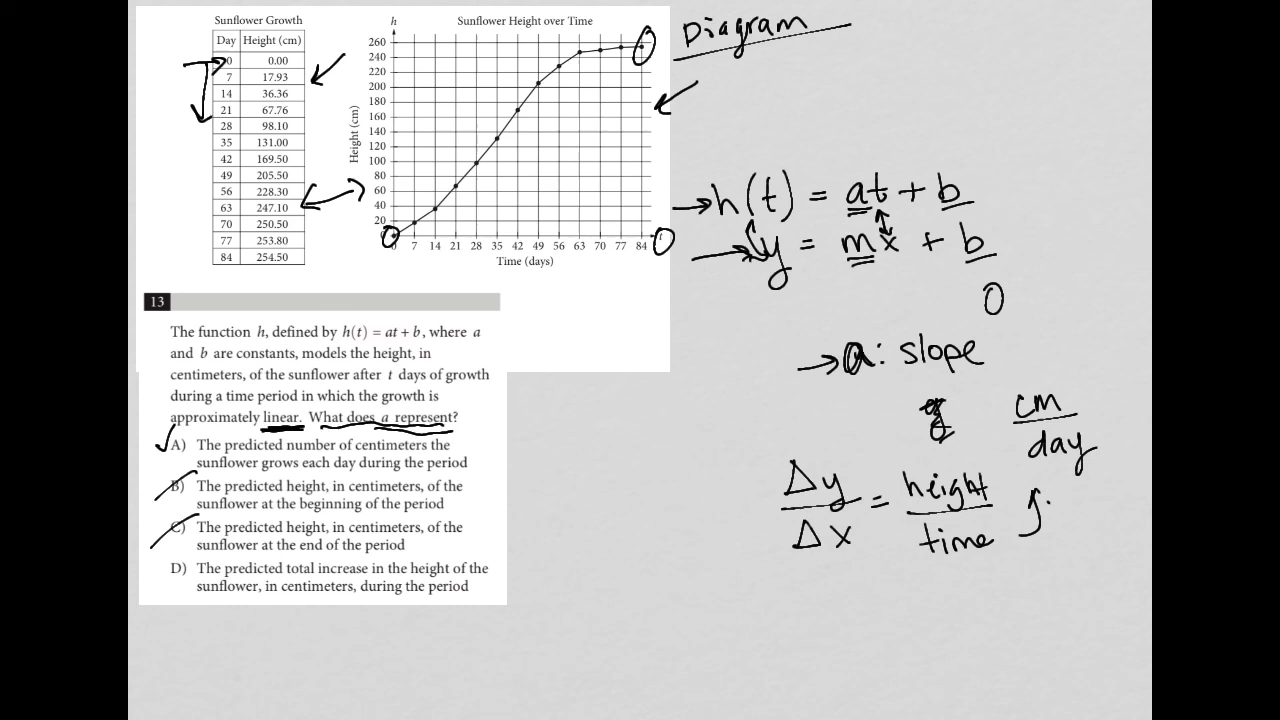 Sunflower Growth
Day Height (cm)
0 0.00
7 17.93
14 36.36
21 67.76
28 98.10
35 131.00
42 169.50
49 205.50
56 228.30
63 247.10
70 250.50
77 253.80
84 254.50
h
Sunflower Height over Time
260
240
220
200
180
160
140
120
100
80
60
40
20
7 14 21 28 35 42 49 56 63 70 77 84 t
Height (cm)
Time (days)
Diagram
h(t) = at + b
y = mx + b
0
a: slope
cm
day
Δy = height
Δx time
13
The function h, defined by h(t) = at + b, where a
and b are constants, models the height, in
centimeters, of the sunflower after t days of growth
during a time period in which the growth is
approximately linear. What does a represent?
A) The predicted number of centimeters the
sunflower grows each day during the period
B) The predicted height, in centimeters, of the
sunflower at the beginning of the period
C) The predicted height, in centimeters, of the
sunflower at the end of the period
D) The predicted total increase in the height of the
sunflower, in centimeters, during the period